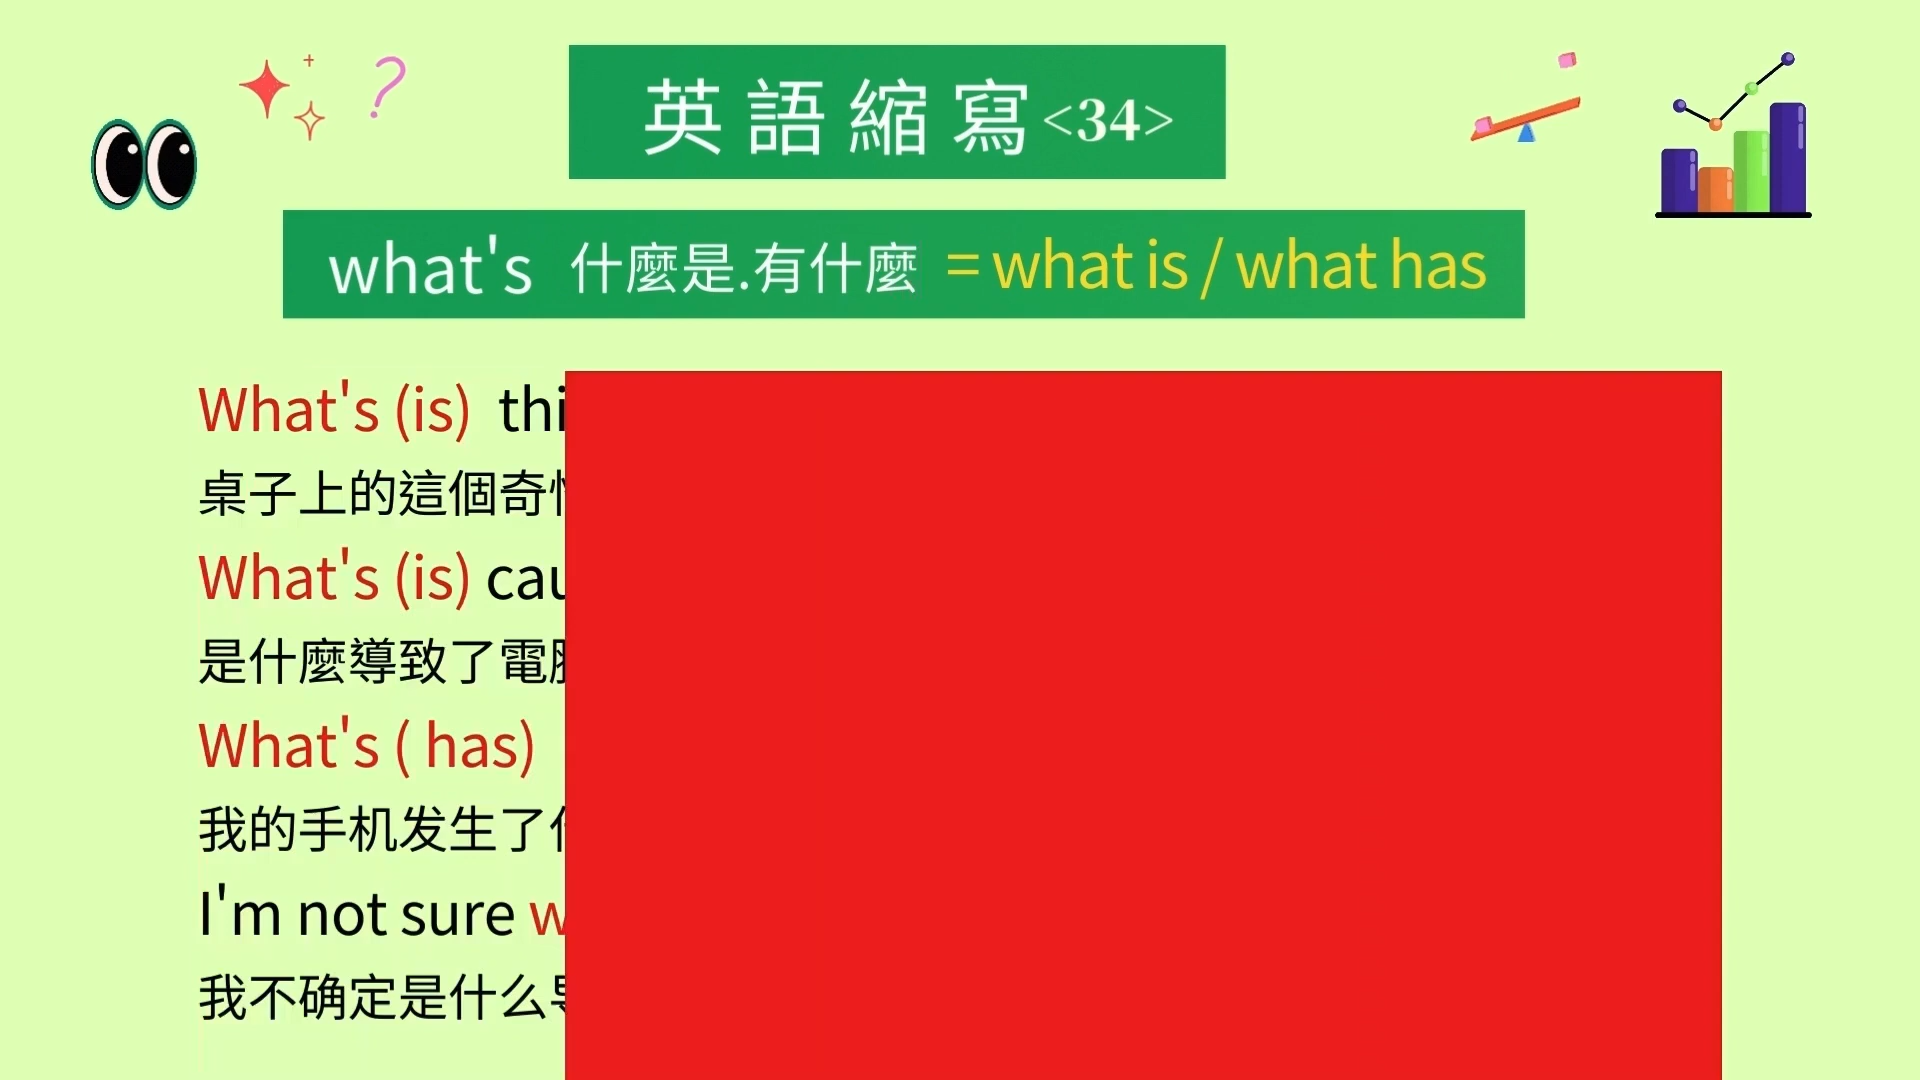 英語縮寫<34>
what's 什麼是.有什麼 = what is / what has
What's (is)
桌子上的這個奇
What's (is)
是什麼導致了電
What's ( has)
我的手机发生了
I'm not sure
我不确定是什么